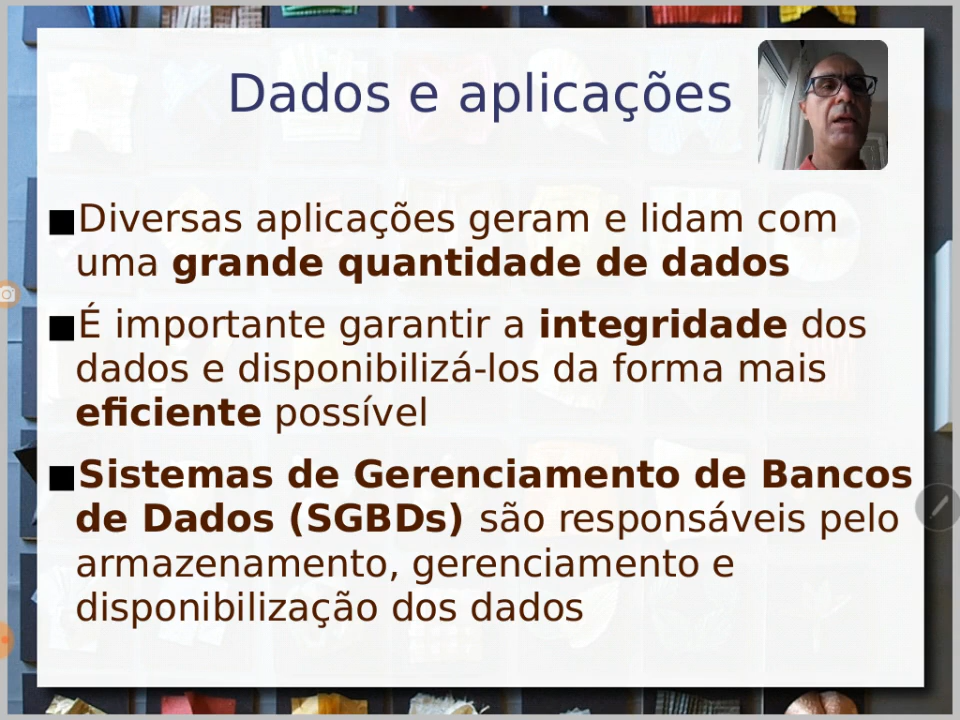 Dados e aplicações
■Diversas aplicações geram e lidam com
uma grande quantidade de dados
■É importante garantir a integridade dos
dados e disponibilizá-los da forma mais
eficiente possível
■Sistemas de Gerenciamento de Bancos
de Dados (SGBDs) são responsáveis pelo
armazenamento, gerenciamento e
disponibilização dos dados